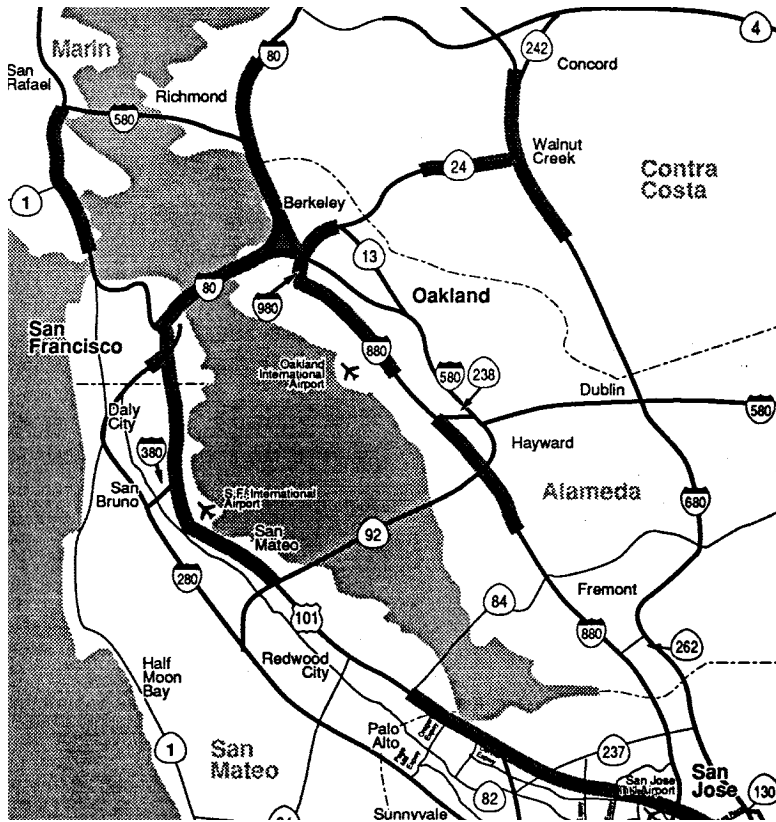 4
242
80
Marin
Concord
San
Rafael
Richmond
580
Walnut
Creek
24
Contra
Costa
1
Berkeley
13
80
980
Oakland
San
Francisco
880
Oakland
International
Airport
580
238
Dublin
580
Daly
City
Hayward
380
San
Bruno
S.F. International
Airport
Alameda
680
San
Mateo
92
280
84
Fremont
101
880
262
Half
Moon
Bay
Redwood
City
1
San
Mateo
Palo
Alto
237
San Jose
Airport
San
Jose
82
130
Sunnyvale